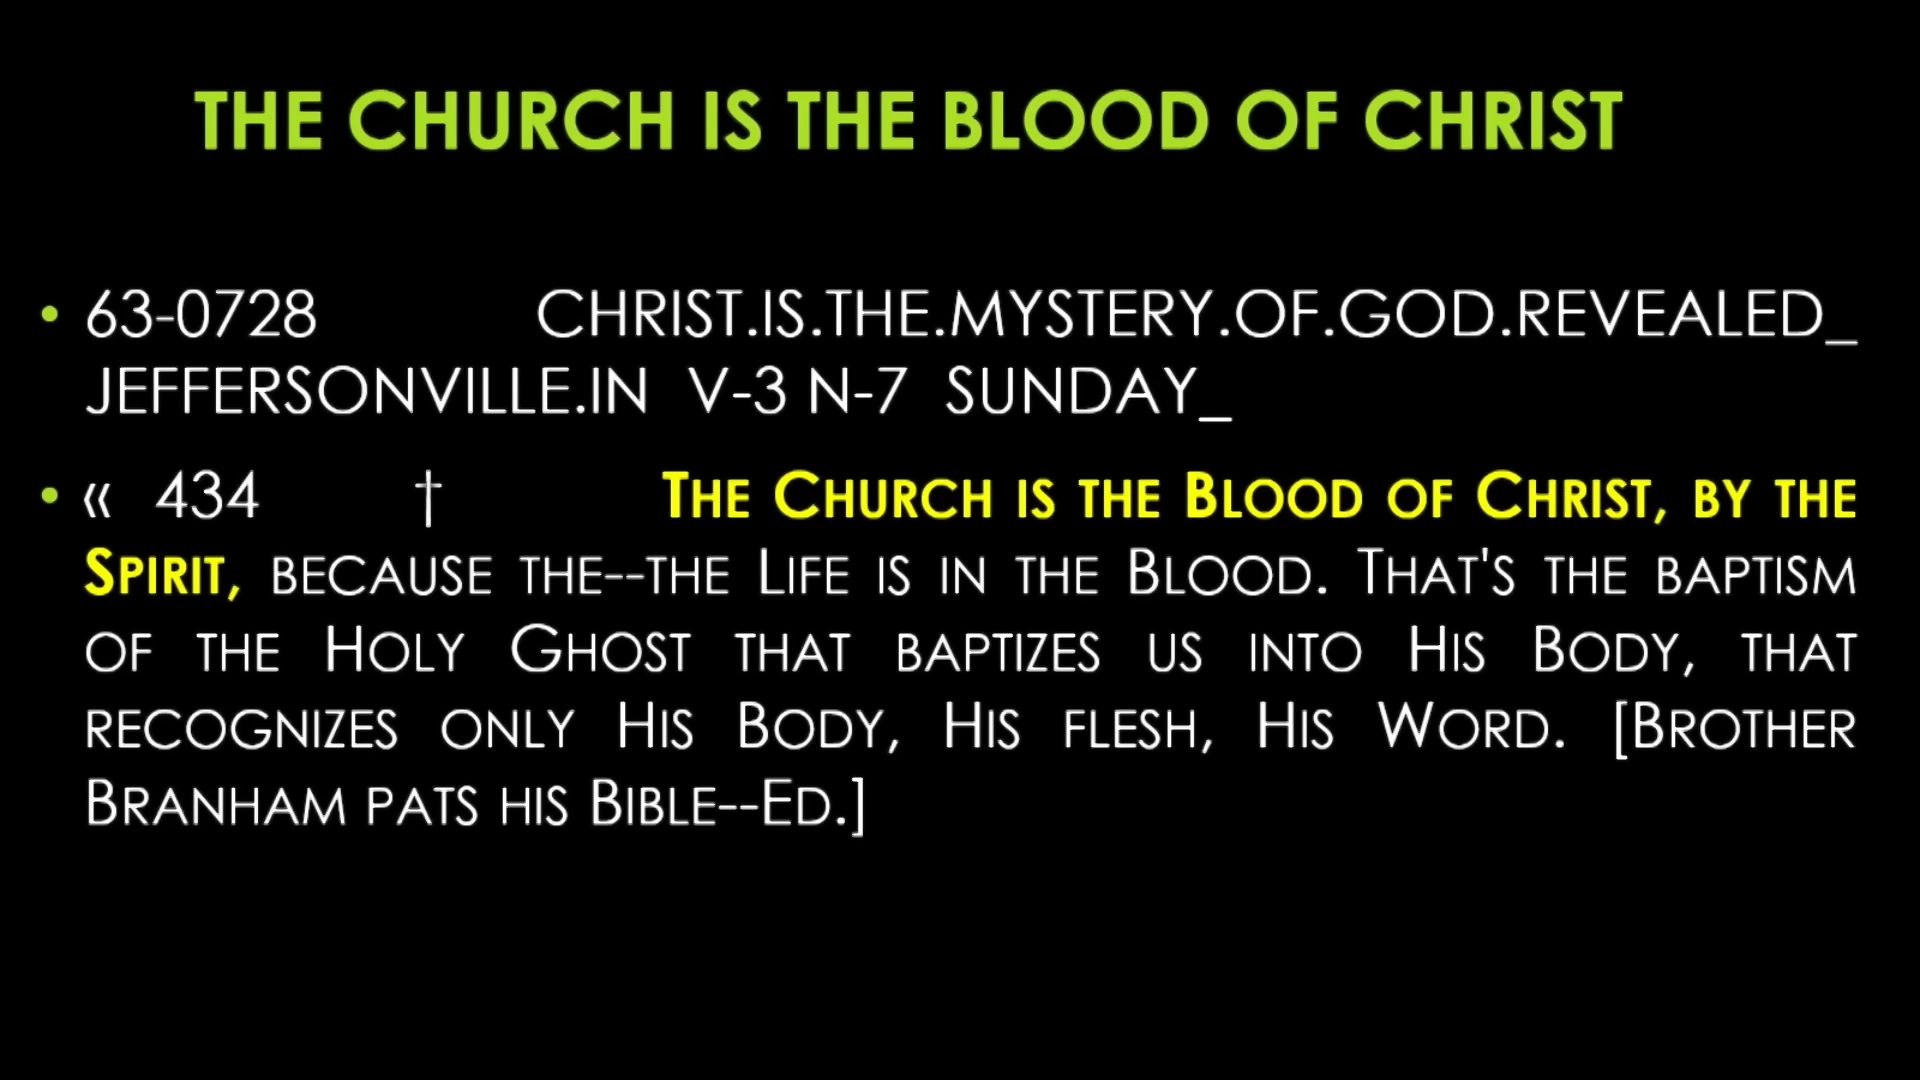 THE CHURCH IS THE BLOOD OF CHRIST
• 63-0728 CHRIST.IS.THE.MYSTERY.OF.GOD.REVEALED_
JEFFERSONVILLE.IN V-3 N-7 SUNDAY_
• « 434 † The Church is the Blood of Christ, by the
Spirit, because the--the Life is in the Blood. That's the baptism
of the Holy Ghost that baptizes us into His Body, that
recognizes only His Body, His flesh, His Word. [Brother
Branham pats his Bible--Ed.]